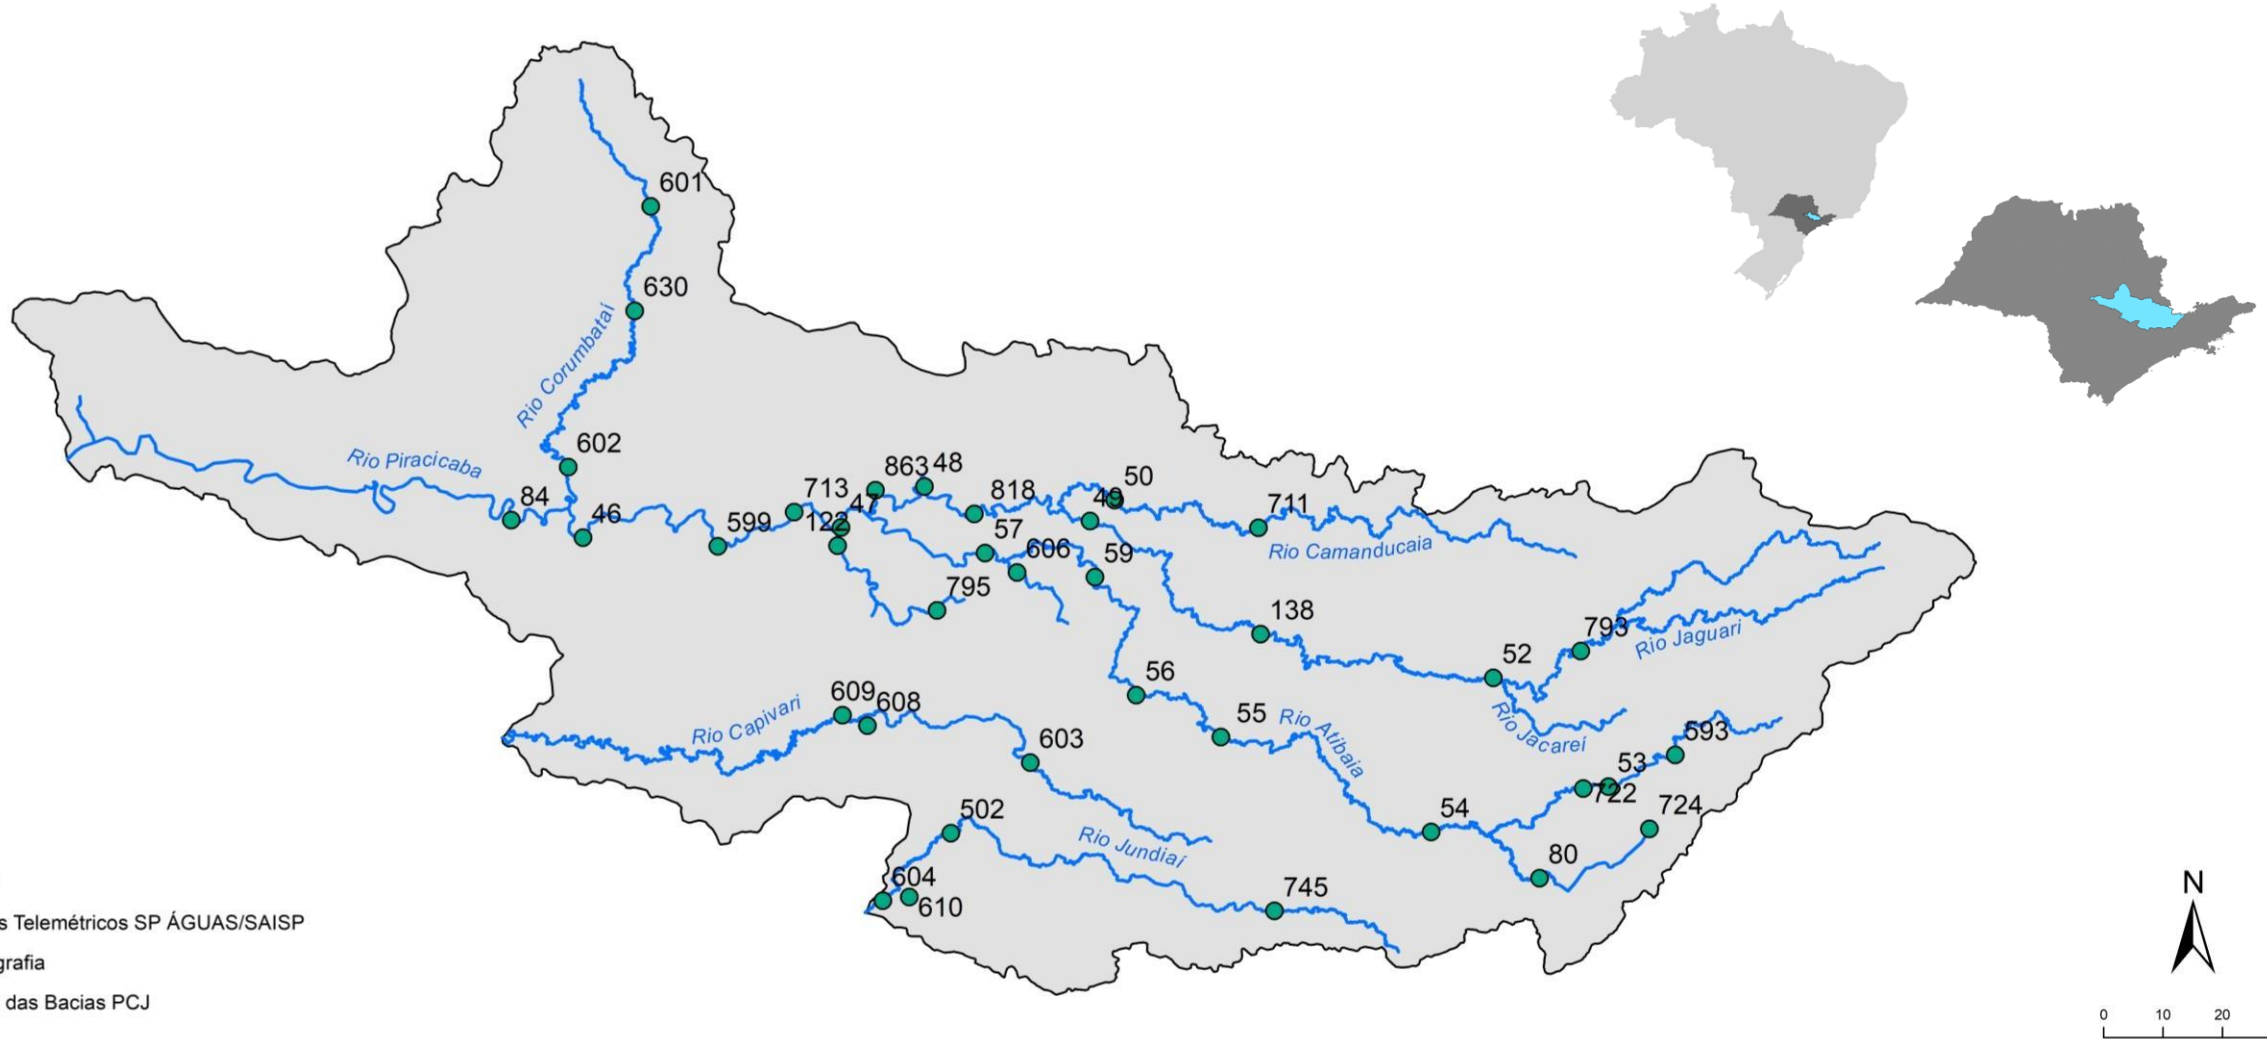 601
630
Rio Corumbataí
602
Rio Piracicaba
84
46
599
713
122
47
863
48
818
57
606
795
49
50
59
711
Rio Camanducaia
138
52
793
Rio Jaguari
Rio Jacareí
56
55
Rio Atibaia
593
53
722
724
54
80
609
608
Rio Capivari
603
502
Rio Jundiaí
604
610
745
s Telemétricos SP ÁGUAS/SAISP
grafia
das Bacias PCJ
N
0 10 20